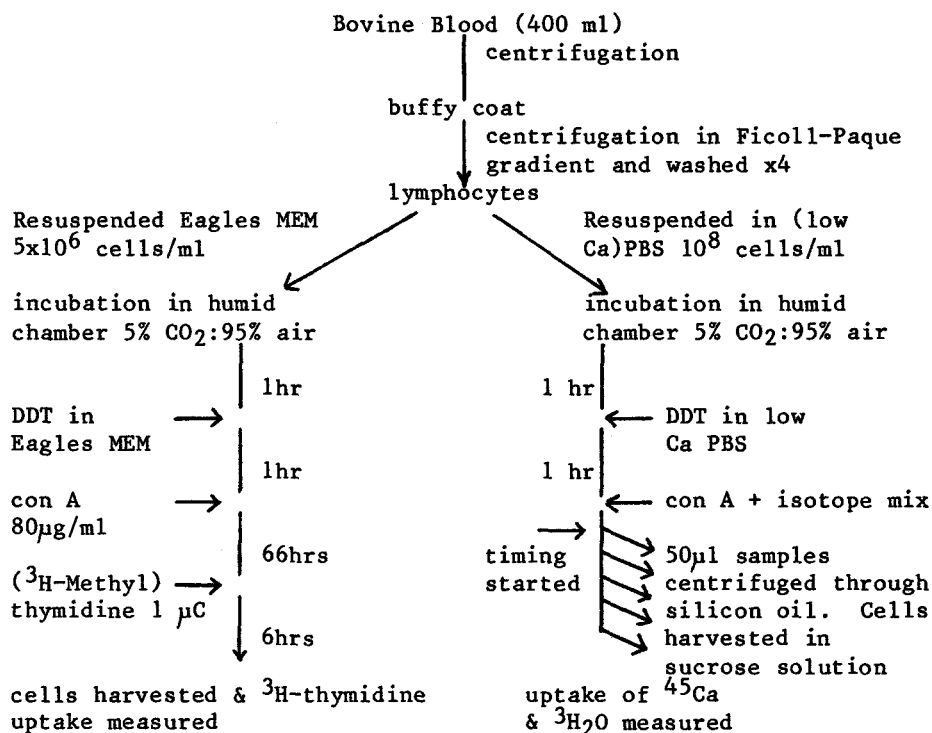 Bovine Blood (400 ml)
centrifugation
buffy coat
centrifugation in Ficoll-Paque
gradient and washed x4
lymphocytes
Resuspended Eagles MEM
5x10⁶ cells/ml
Resuspended in (low
Ca)PBS 10⁸ cells/ml
incubation in humid
chamber 5% CO₂:95% air
incubation in humid
chamber 5% CO₂:95% air
1hr
1 hr
DDT in
Eagles MEM
DDT in low
Ca PBS
1hr
1 hr
con A
80µg/ml
con A + isotope mix
66hrs
timing
started
50µl samples
centrifuged through
silicon oil. Cells
harvested in
sucrose solution
(³H-Methyl)
thymidine 1 µC
6hrs
cells harvested & ³H-thymidine
uptake measured
uptake of ⁴⁵Ca
& ³H₂O measured